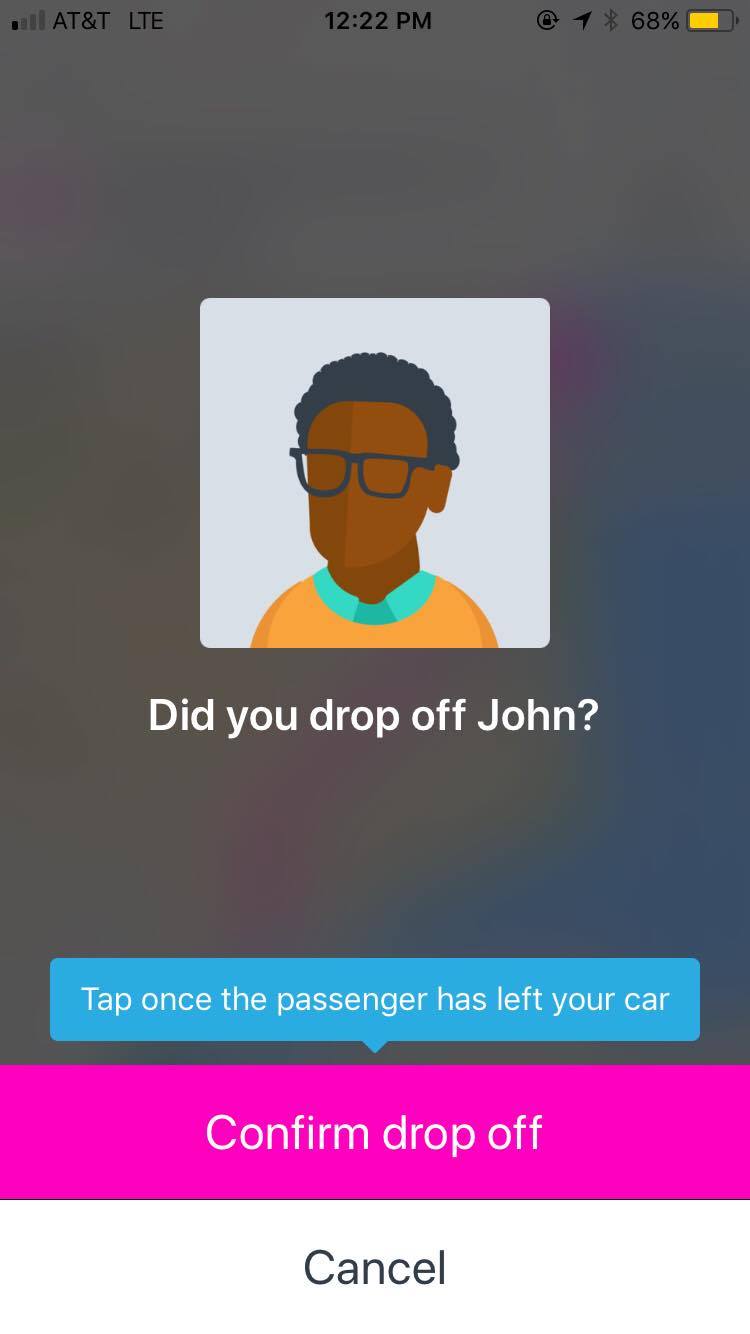 AT&T LTE 12:22 PM 68%
Did you drop off John?
Tap once the passenger has left your car
Confirm drop off
Cancel